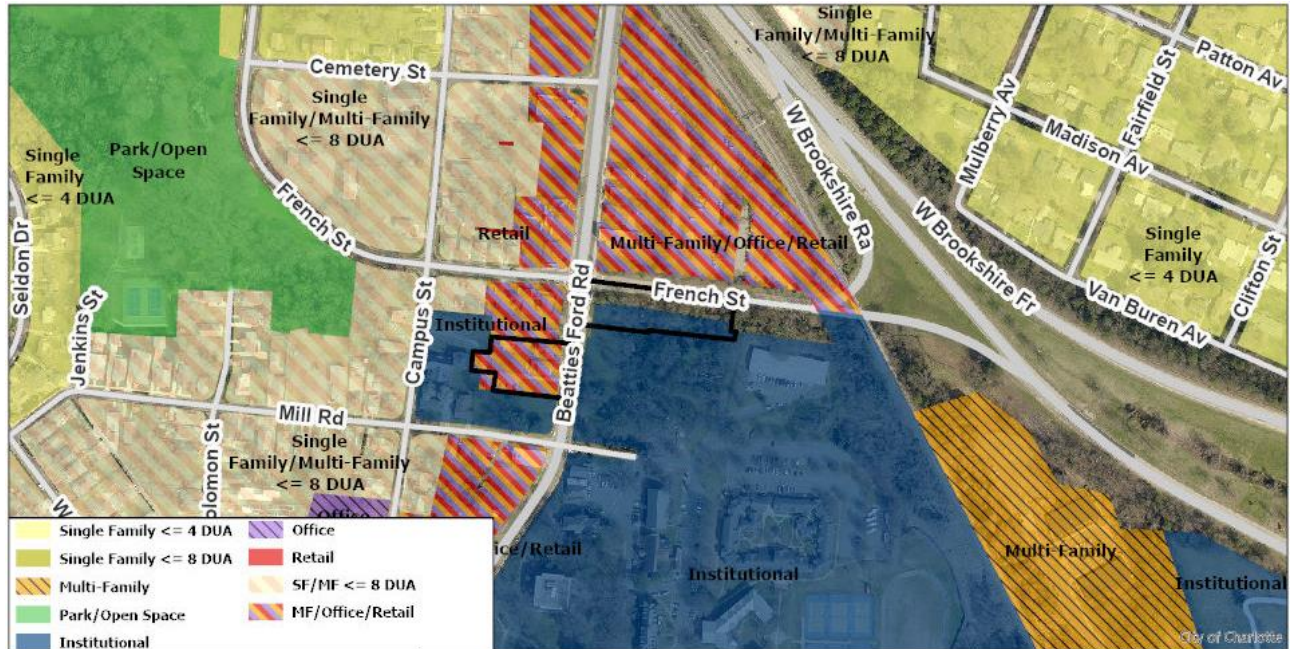 Single
Family/Multi-Family
<= 8 DUA
Patton Av
Cemetery St
Fairfield St
Mulberry Av
Madison Av
Single
Family/Multi-Family
<= 8 DUA
W Brookshire Ra
Park/Open
Space
Single
Family
<= 4 DUA
French St
Seldon Dr
Retail
Multi-Family/Office/Retail
W Brookshire Fr
Single
Family
<= 4 DUA
Clifton St
Van Buren Av
French St
Beatties Ford Rd
Campus St
Institutional
Jenkins St
Mill Rd
Single
Family/Multi-Family
<= 8 DUA
olomon St
W
Office
ice/Retail
Institutional
Multi-Family
Institutional
Single Family <= 4 DUA
Single Family <= 8 DUA
Multi-Family
Park/Open Space
Institutional
Office
Retail
SF/MF <= 8 DUA
MF/Office/Retail
City of Charlotte